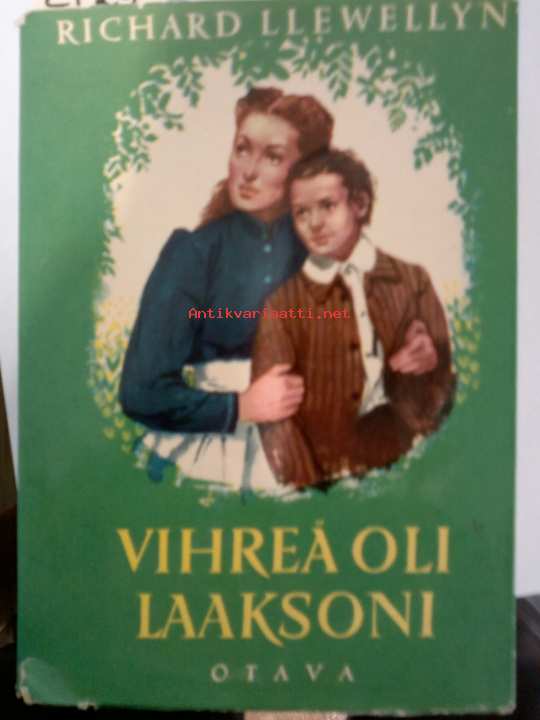 RICHARD LLEWELLYN
Antikvariaatti.net
VIHREÄ OLI
LAAKSONI
OTAVA